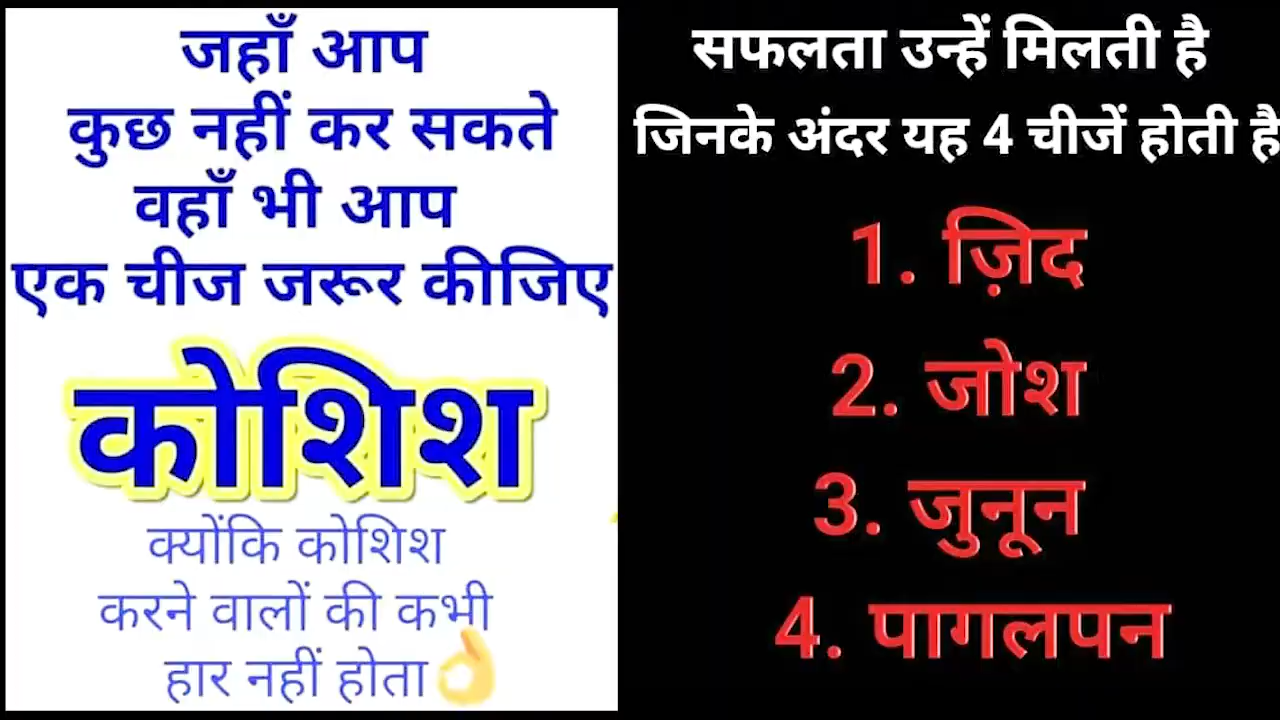 जहाँ आप
कुछ नहीं कर सकते
वहाँ भी आप
एक चीज जरूर कीजिए
कोशिश
क्योंकि कोशिश
करने वालों की कभी
हार नहीं होता👌
सफलता उन्हें मिलती है
जिनके अंदर यह 4 चीजें होती है
1. ज़िद
2. जोश
3. जुनून
4. पागलपन